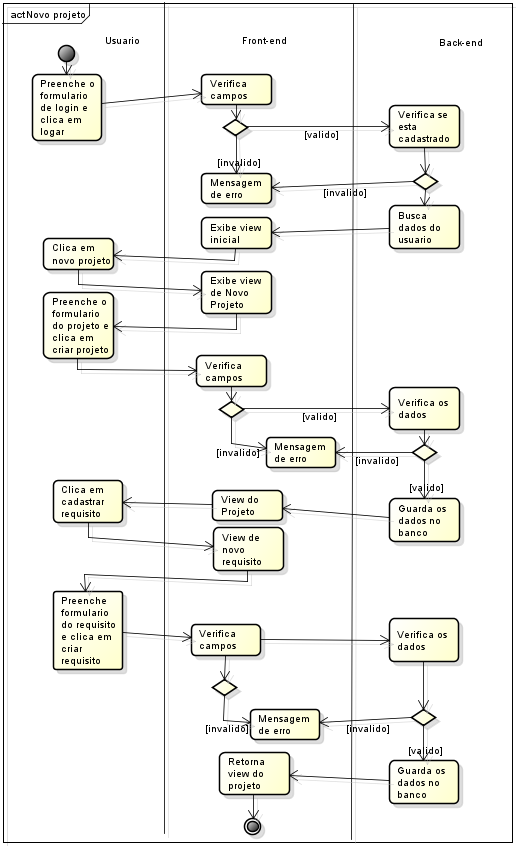 actNovo projeto
Usuario
Front-end
Back-end
Preenche o
formulario
de login e
clica em
logar
Verifica
campos
[valido]
Verifica se
esta
cadastrado
[invalido]
Mensagem
de erro
[invalido]
Busca
dados do
usuario
Exibe view
inicial
Clica em
novo projeto
Exibe view
de Novo
Projeto
Preenche o
formulario
do projeto e
clica em
criar projeto
Verifica
campos
[valido]
Verifica os
dados
[invalido]
Mensagem
de erro
[invalido]
[valido]
Clica em
cadastrar
requisito
View do
Projeto
Guarda os
dados no
banco
View de
novo
requisito
Preenche
formulario
do requisito
e clica em
criar
requisito
Verifica
campos
Verifica os
dados
[invalido]
Mensagem
de erro
[invalido]
[valido]
Retorna
view do
projeto
Guarda os
dados no
banco